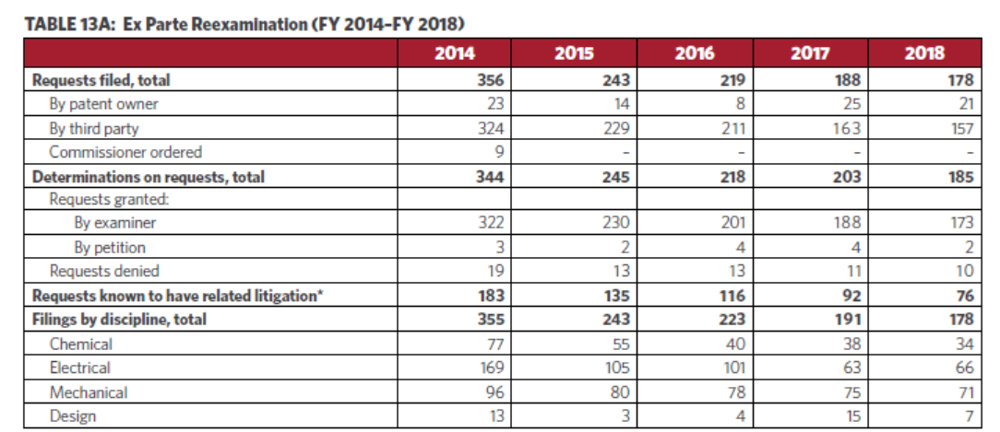 TABLE 13A: Ex Parte Reexamination (FY 2014–FY 2018)
2014 2015 2016 2017 2018
Requests filed, total 356 243 219 188 178
By patent owner 23 14 8 25 21
By third party 324 229 211 163 157
Commissioner ordered 9 – – – –
Determinations on requests, total 344 245 218 203 185
Requests granted:
By examiner 322 230 201 188 173
By petition 3 2 4 4 2
Requests denied 19 13 13 11 10
Requests known to have related litigation* 183 135 116 92 76
Filings by discipline, total 355 243 223 191 178
Chemical 77 55 40 38 34
Electrical 169 105 101 63 66
Mechanical 96 80 78 75 71
Design 13 3 4 15 7